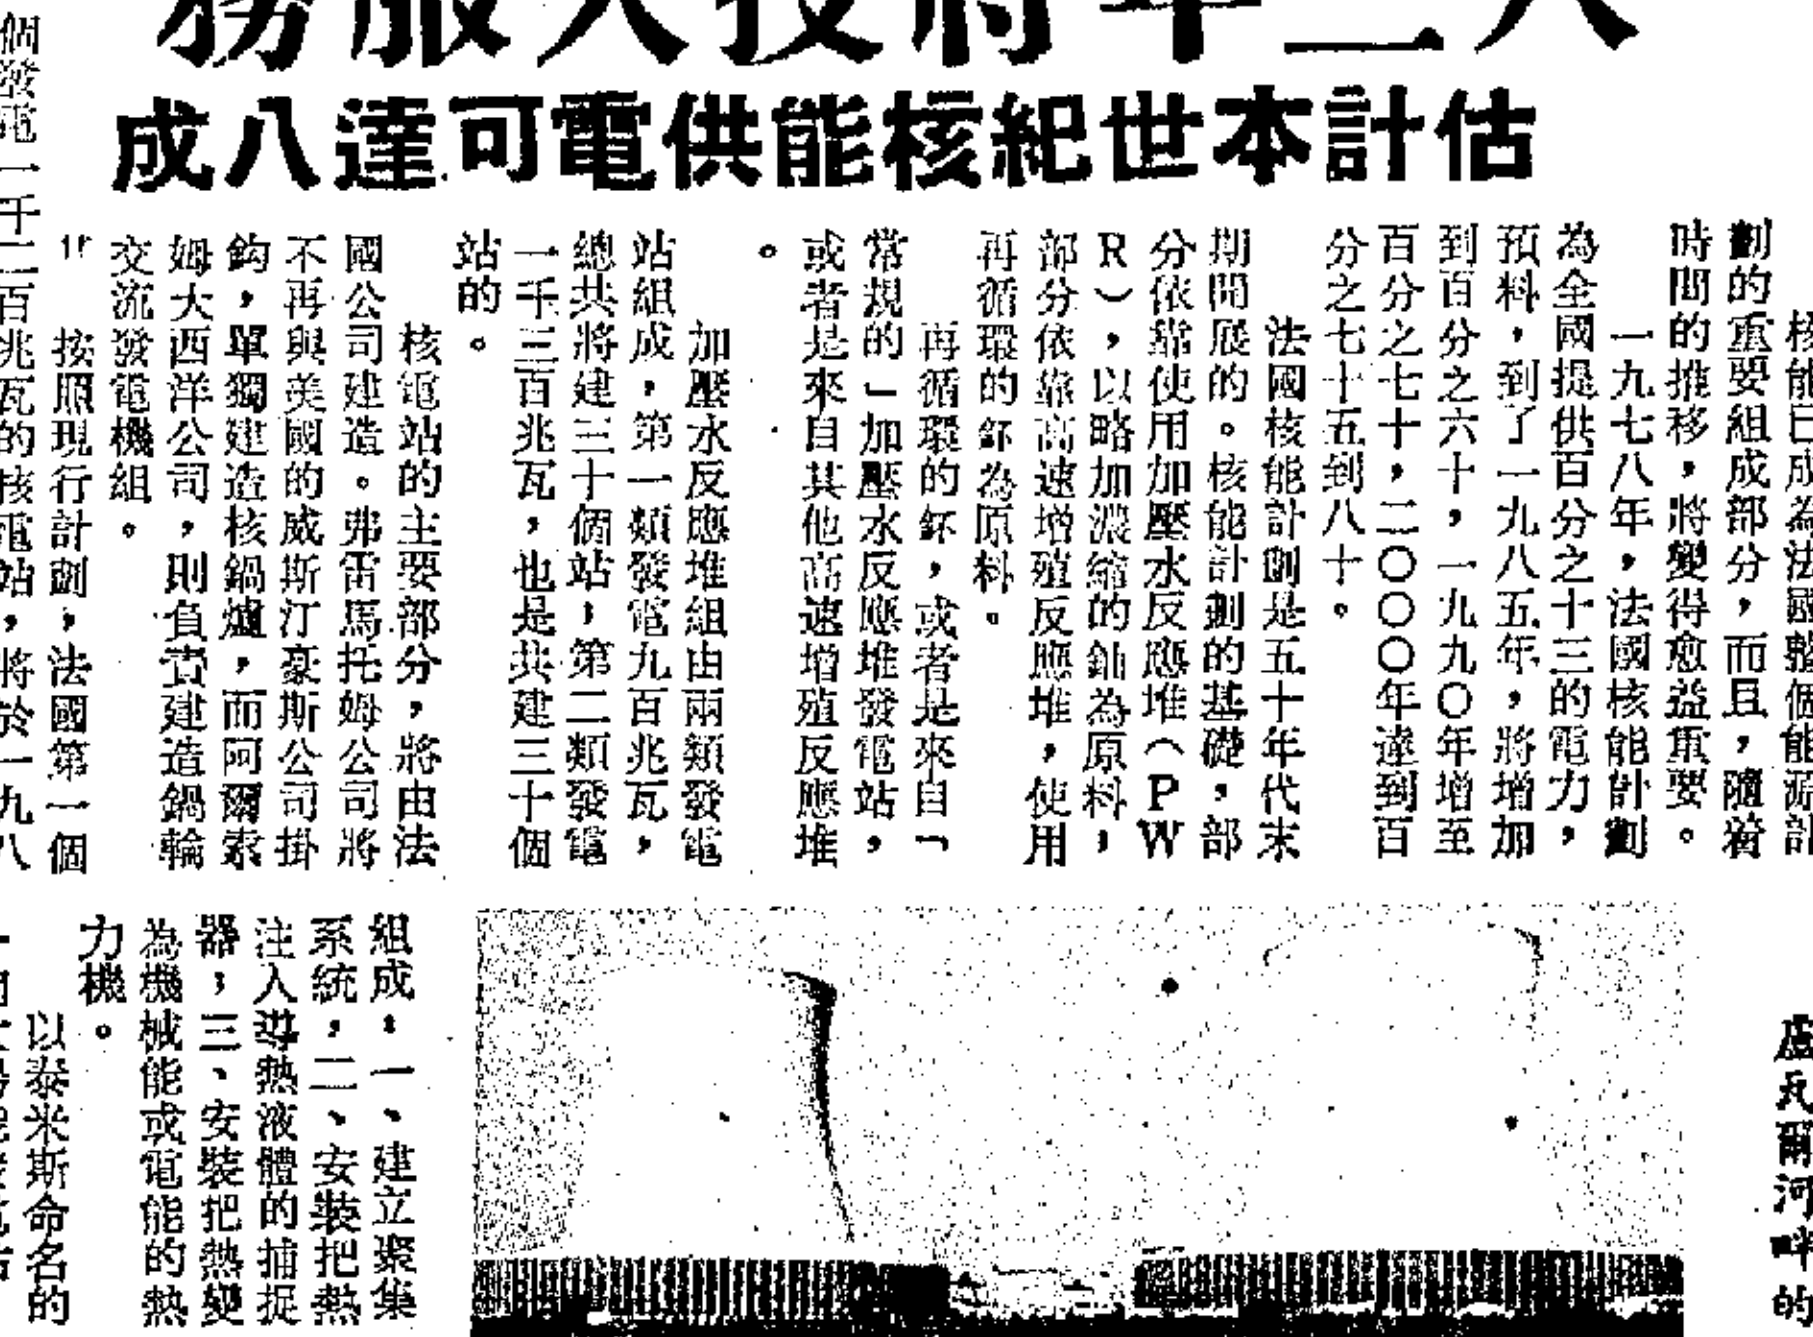 八二年將投入服務
估計本世紀核能供電可達八成
核能已成為法國整個能源計
劃的重要組成部分，而且，隨着
時間的推移，將變得愈益重要。
一九七八年，法國核能計劃
為全國提供百分之十三的電力，
預料，到了一九八五年，將增加
到百分之六十，一九九〇年增至
百分之七十，二〇〇〇年達到百
分之七十五到八十。
法國核能計劃是五十年代末
期開展的。核能計劃的基礎，部
分依靠使用加壓水反應堆（PW
R），以略加濃縮的鈾為原料，
部分依靠高速增殖反應堆，使用
再循環的鈈為原料。
再循環的鈈，或者是來自「
常規的」加壓水反應堆發電站，
或者是來自其他高速增殖反應堆
。
加壓水反應堆組由兩類發電
站組成，第一類發電九百兆瓦，
總共將建三十個站，第二類發電
一千三百兆瓦，也是共建三十個
站的。
核電站的主要部分，將由法
國公司建造。弗雷馬托姆公司將
不再與美國的威斯汀豪斯公司掛
鈎，單獨建造核鍋爐，而阿爾索
姆大西洋公司，則負責建造鍋輪
交流發電機組。
按照現行計劃，法國第一個
個發電一千二百兆瓦的核電站，將於一九八
盧瓦爾河畔的
組成，一、建立聚集
系統，二、安裝把熱
注入導熱液體的捕捉
器，三、安裝把熱變
為機械能或電能的熱
力機。
以泰米斯命名的